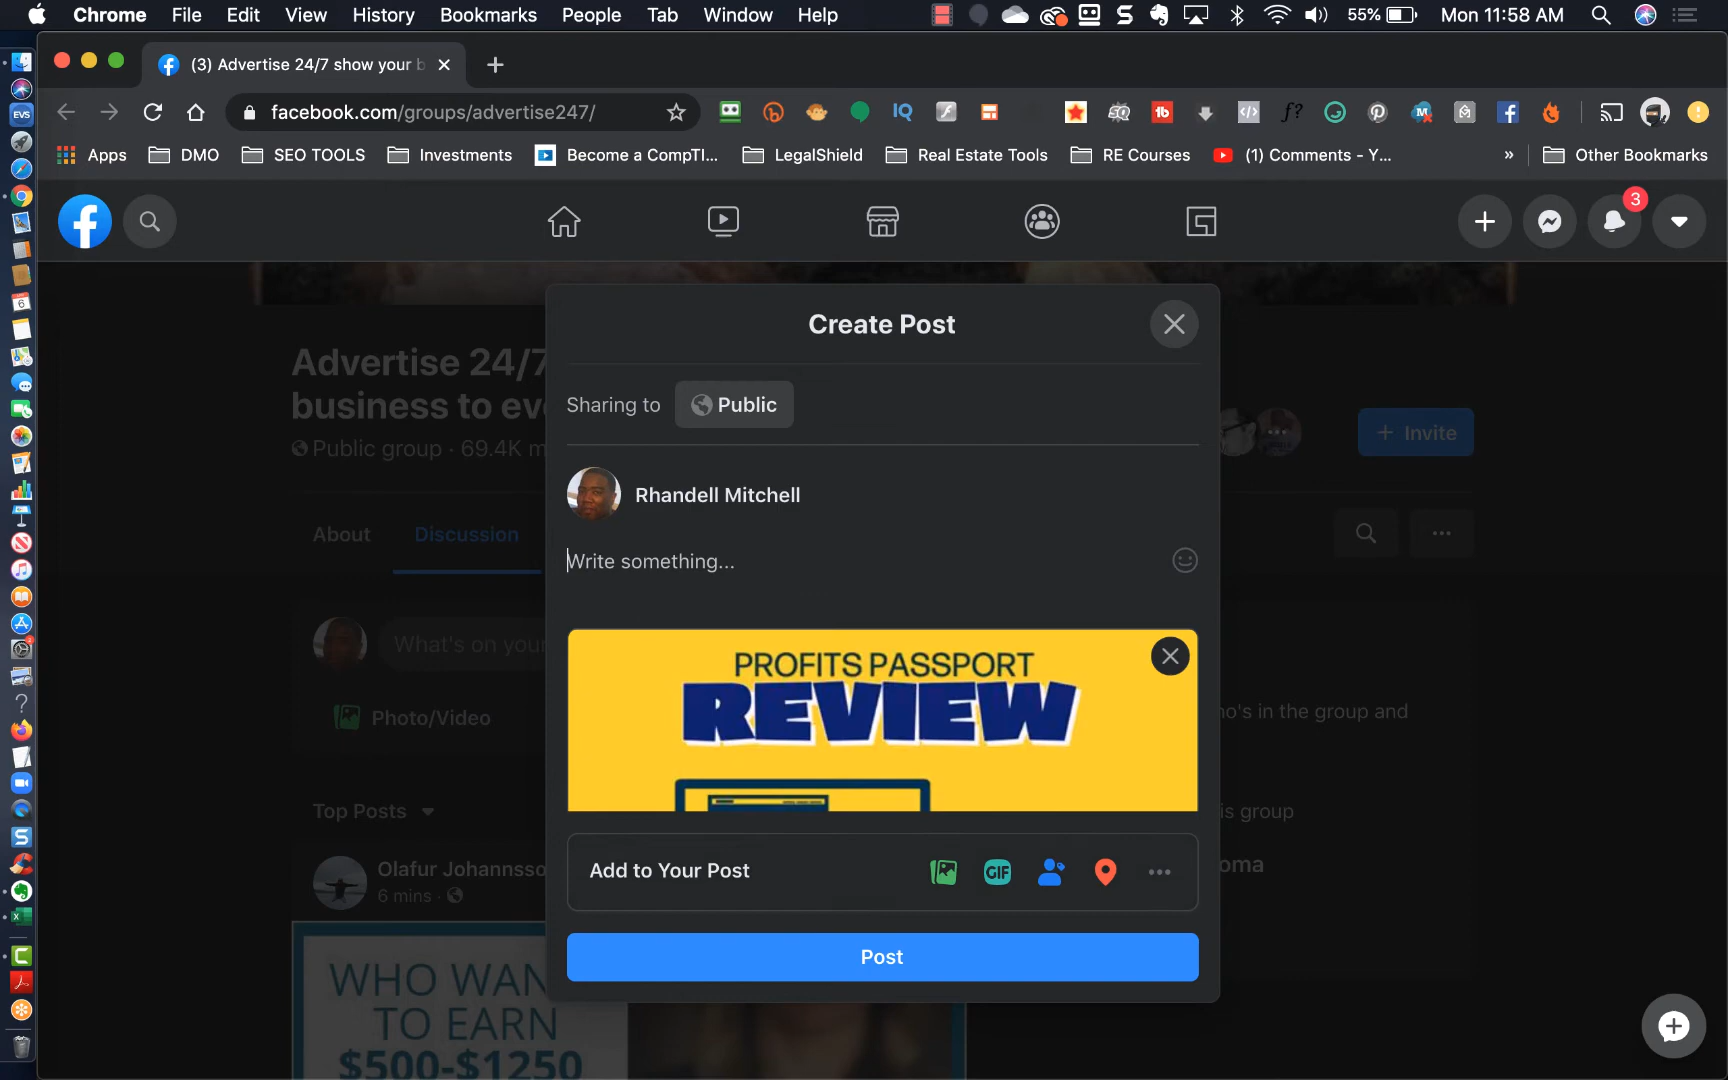 Chrome File Edit View History Bookmarks People Tab Window Help 55% Mon 11:58 AM
(3) Advertise 24/7 show your b
facebook.com/groups/advertise247/
Apps DMO SEO TOOLS Investments Become a CompTI... LegalShield Real Estate Tools RE Courses (1) Comments - Y... » Other Bookmarks
3
Create Post
Advertise 24/7
business to ev
Public group · 69.4K m
Sharing to Public
+ Invite
Rhandell Mitchell
About Discussion
Write something...
What's on your
PROFITS PASSPORT
REVIEW
Photo/Video
o's in the group and
Top Posts
is group
Olafur Johannsso
6 mins ·
oma
Add to Your Post GIF
Post
WHO WAN
TO EARN
$500-$1250